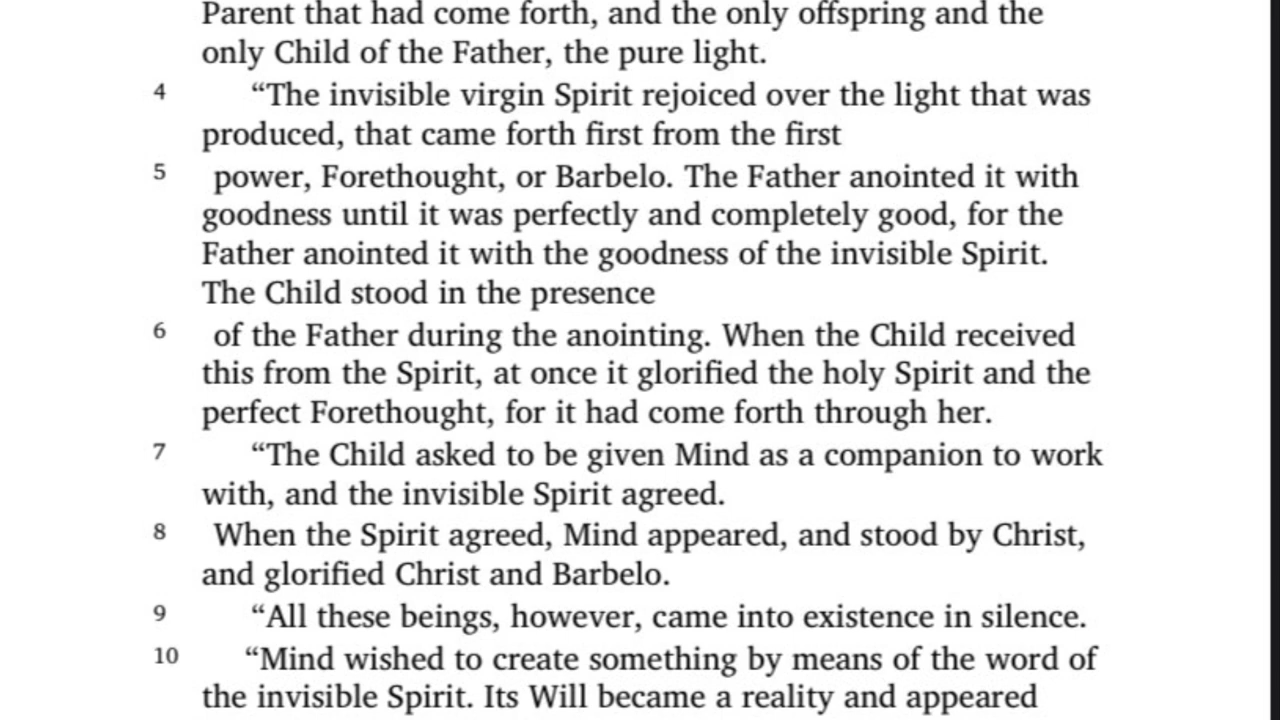 Parent that had come forth, and the only offspring and the
only Child of the Father, the pure light.
4 “The invisible virgin Spirit rejoiced over the light that was
produced, that came forth first from the first
5 power, Forethought, or Barbelo. The Father anointed it with
goodness until it was perfectly and completely good, for the
Father anointed it with the goodness of the invisible Spirit.
The Child stood in the presence
6 of the Father during the anointing. When the Child received
this from the Spirit, at once it glorified the holy Spirit and the
perfect Forethought, for it had come forth through her.
7 “The Child asked to be given Mind as a companion to work
with, and the invisible Spirit agreed.
8 When the Spirit agreed, Mind appeared, and stood by Christ,
and glorified Christ and Barbelo.
9 “All these beings, however, came into existence in silence.
10 “Mind wished to create something by means of the word of
the invisible Spirit. Its Will became a reality and appeared